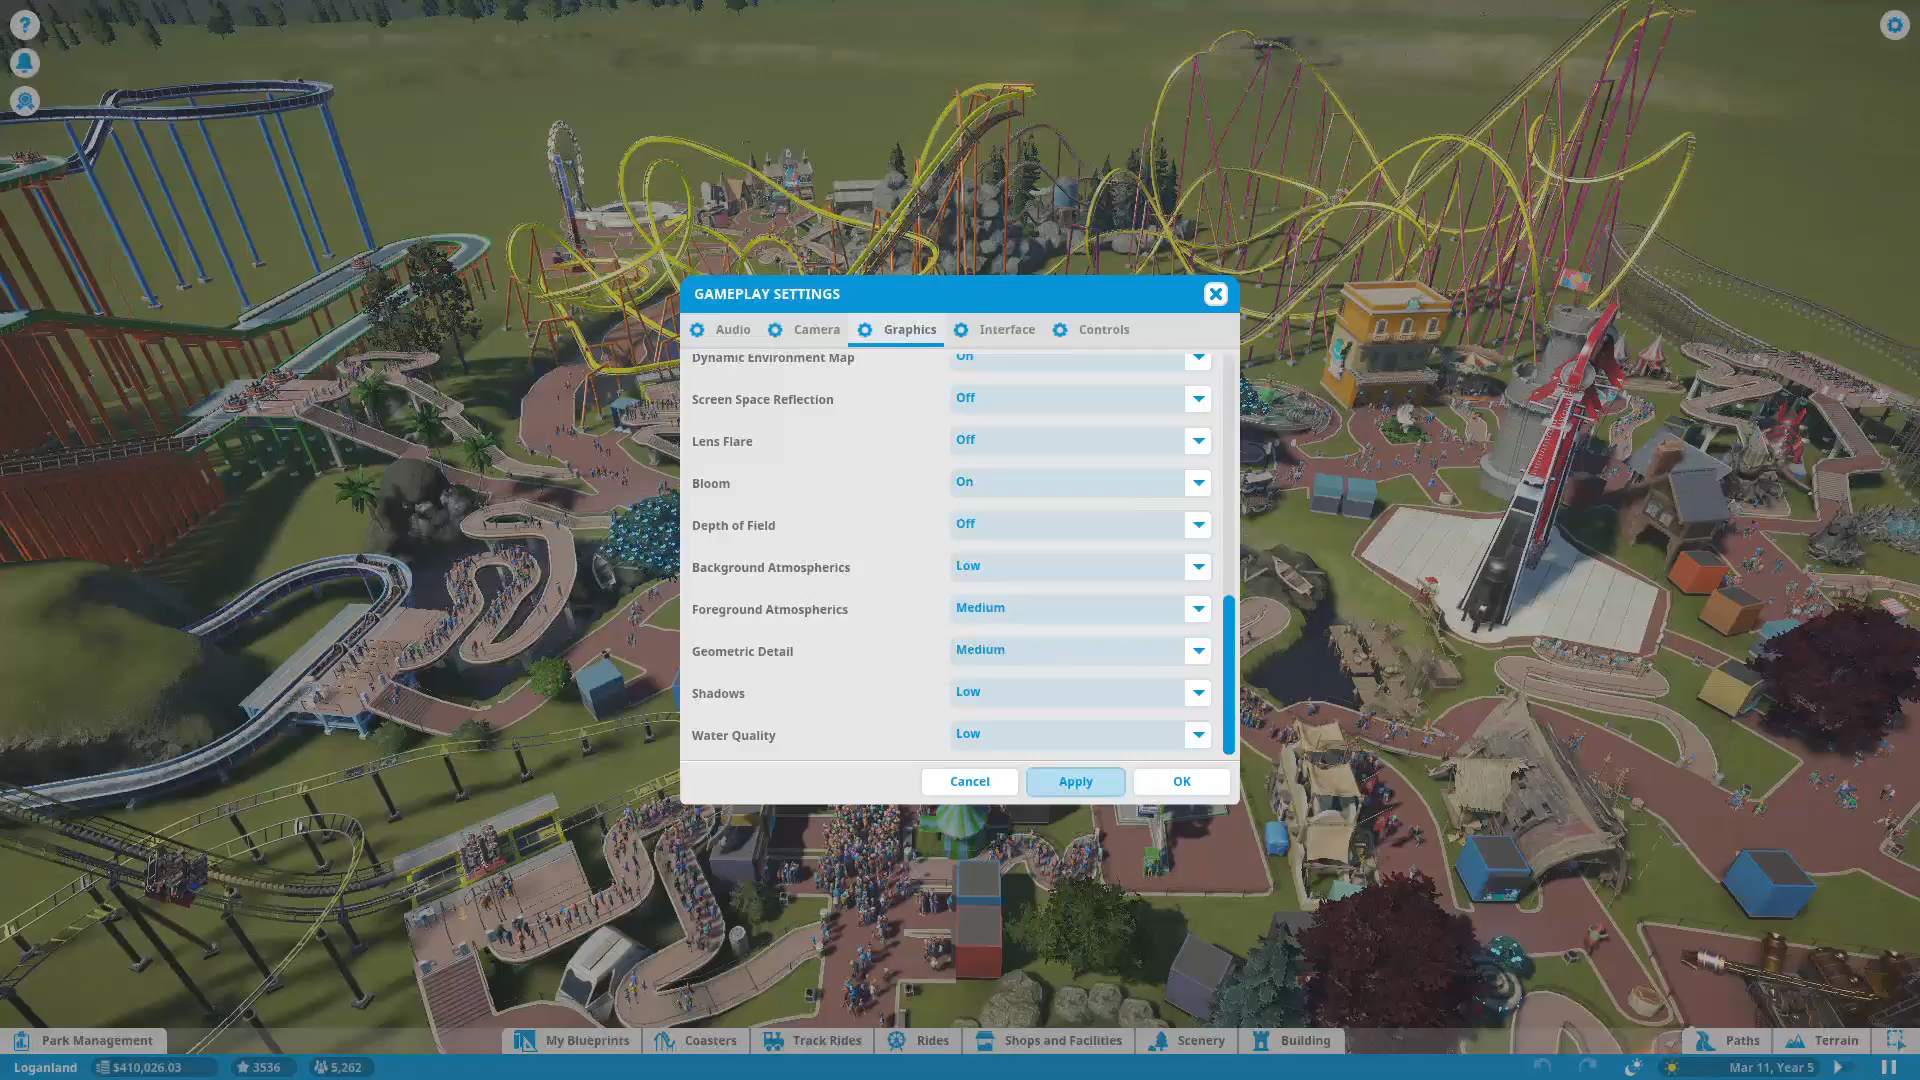 GAMEPLAY SETTINGS
Audio Camera Graphics Interface Controls
Dynamic Environment Map On
Screen Space Reflection Off
Lens Flare Off
Bloom On
Depth of Field Off
Background Atmospherics Low
Foreground Atmospherics Medium
Geometric Detail Medium
Shadows Low
Water Quality Low
Cancel Apply OK
Park Management My Blueprints Coasters Track Rides Rides Shops and Facilities Scenery Building Paths Terrain
Loganland $410,026.03 3536 5,262 Mar 11, Year 5